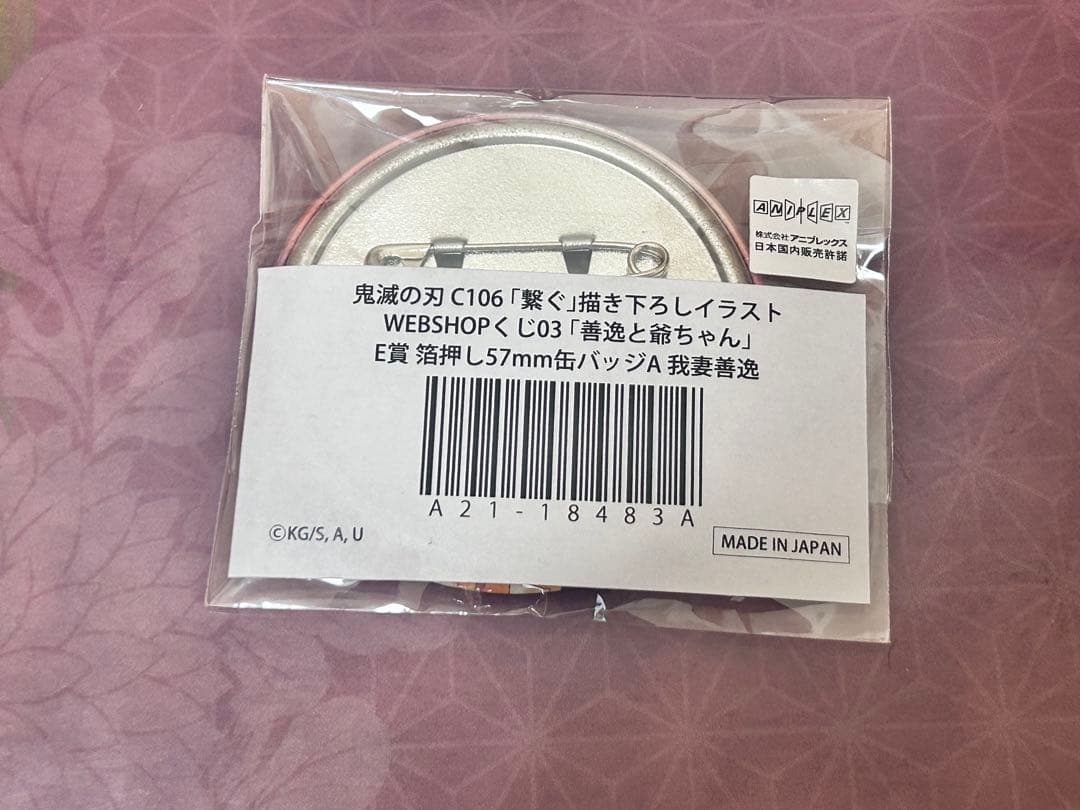 ANIPLEX
株式会社アニプレックス
日本国内販売許諾
鬼滅の刃 C106「繋ぐ」描き下ろしイラスト
WEBSHOPくじ03「善逸と爺ちゃん」
E賞 箔押し57mm缶バッジA 我妻善逸
A21-18483A
©KG/S, A, U
MADE IN JAPAN